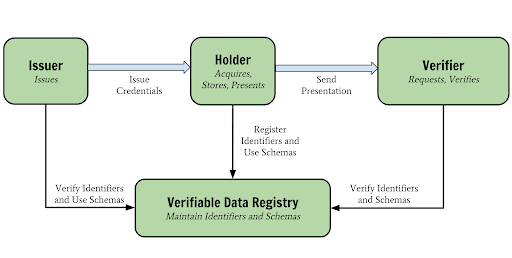 Issuer
Issues
Issue
Credentials
Holder
Acquires,
Stores, Presents
Send
Presentation
Verifier
Requests, Verifies
Register
Identifiers and
Use Schemas
Verify Identifiers
and Use Schemas
Verifiable Data Registry
Maintain Identifiers and Schemas
Verify Identifiers
and Schemas